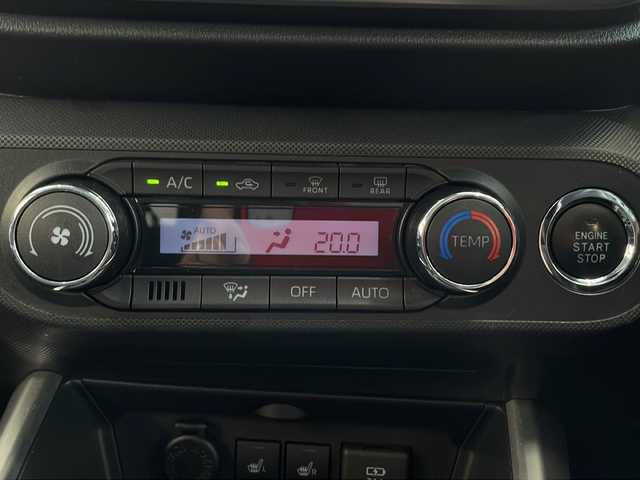 A/C
FRONT
REAR
AUTO
20.0
TEMP
ENGINE
START
STOP
OFF
AUTO
L
R